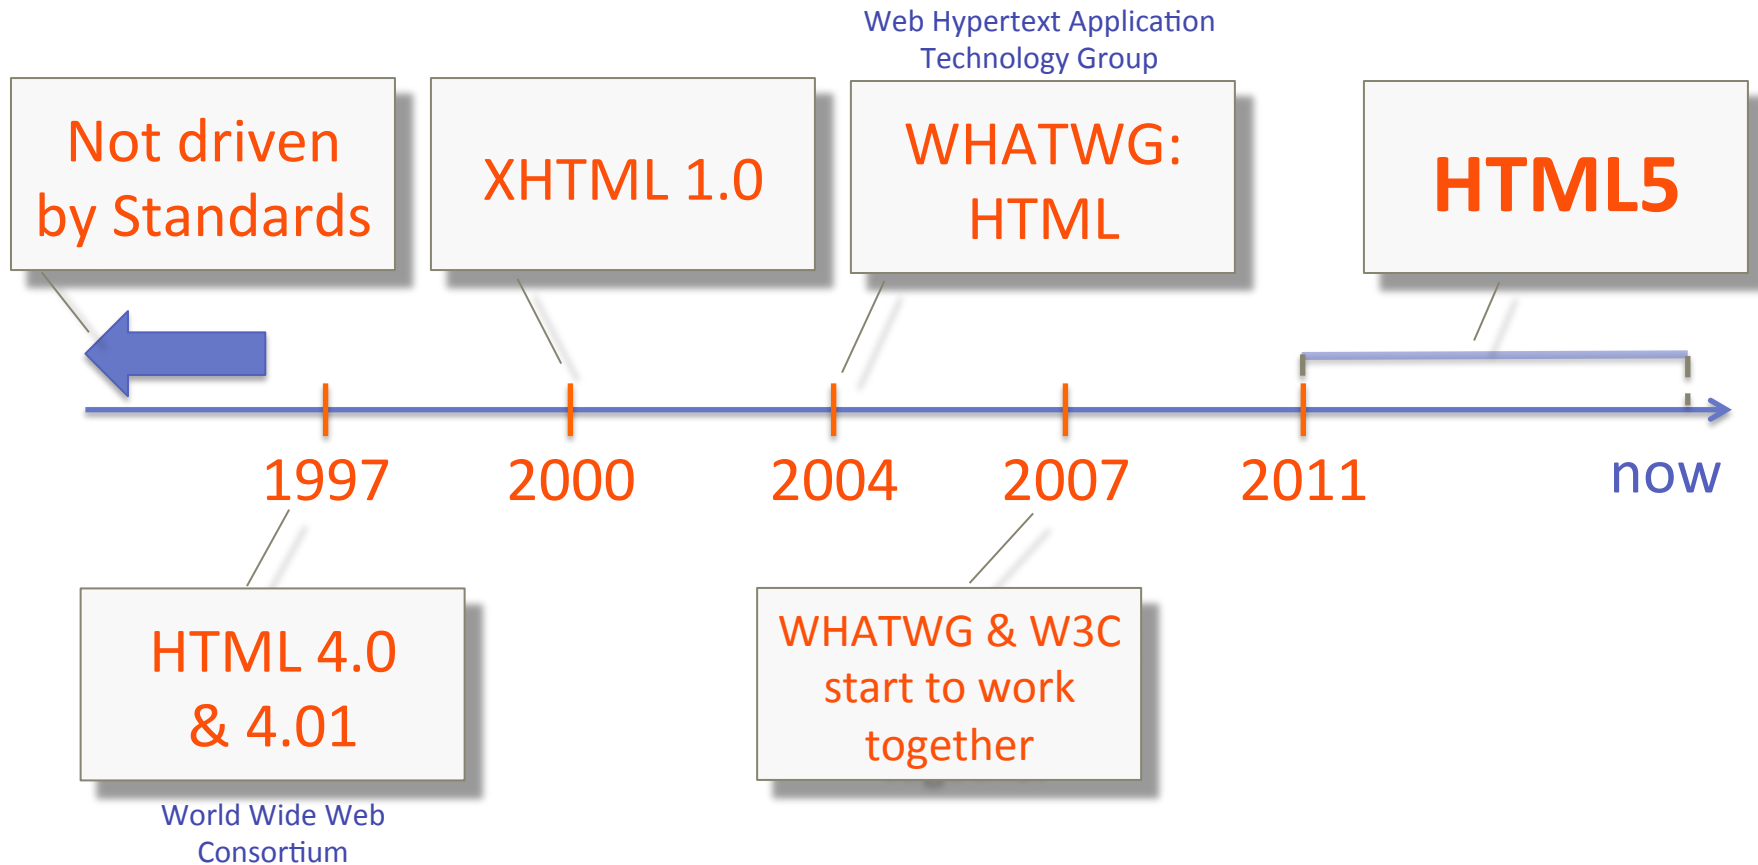 Web Hypertext Application
Technology Group
Not driven
by Standards
XHTML 1.0
WHATWG:
HTML
HTML5
1997
2000
2004
2007
2011
now
HTML 4.0
& 4.01
WHATWG & W3C
start to work
together
World Wide Web
Consortium